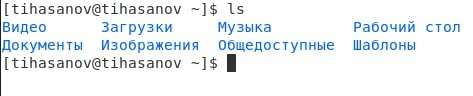 [tihasanov@tihasanov ~]$ ls
Видео Загрузки Музыка Рабочий стол
Документы Изображения Общедоступные Шаблоны
[tihasanov@tihasanov ~]$